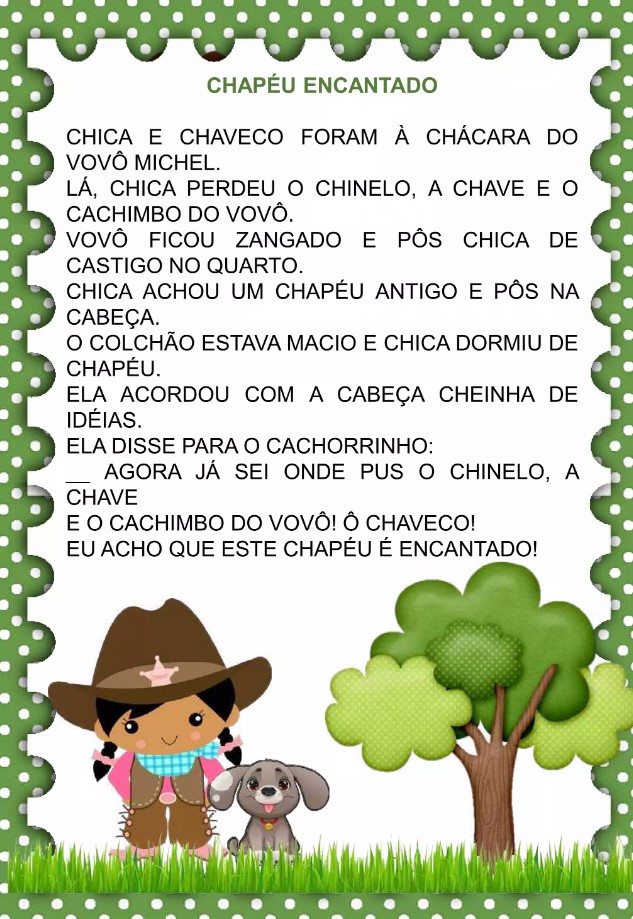 CHAPÉU ENCANTADO
CHICA E CHAVECO FORAM À CHÁCARA DO
VOVÔ MICHEL.
LÁ, CHICA PERDEU O CHINELO, A CHAVE E O
CACHIMBO DO VOVÔ.
VOVÔ FICOU ZANGADO E PÔS CHICA DE
CASTIGO NO QUARTO.
CHICA ACHOU UM CHAPÉU ANTIGO E PÔS NA
CABEÇA.
O COLCHÃO ESTAVA MACIO E CHICA DORMIU DE
CHAPÉU.
ELA ACORDOU COM A CABEÇA CHEINHA DE
IDÉIAS.
ELA DISSE PARA O CACHORRINHO:
__ AGORA JÁ SEI ONDE PUS O CHINELO, A
CHAVE
E O CACHIMBO DO VOVÔ! Ô CHAVECO!
EU ACHO QUE ESTE CHAPÉU É ENCANTADO!